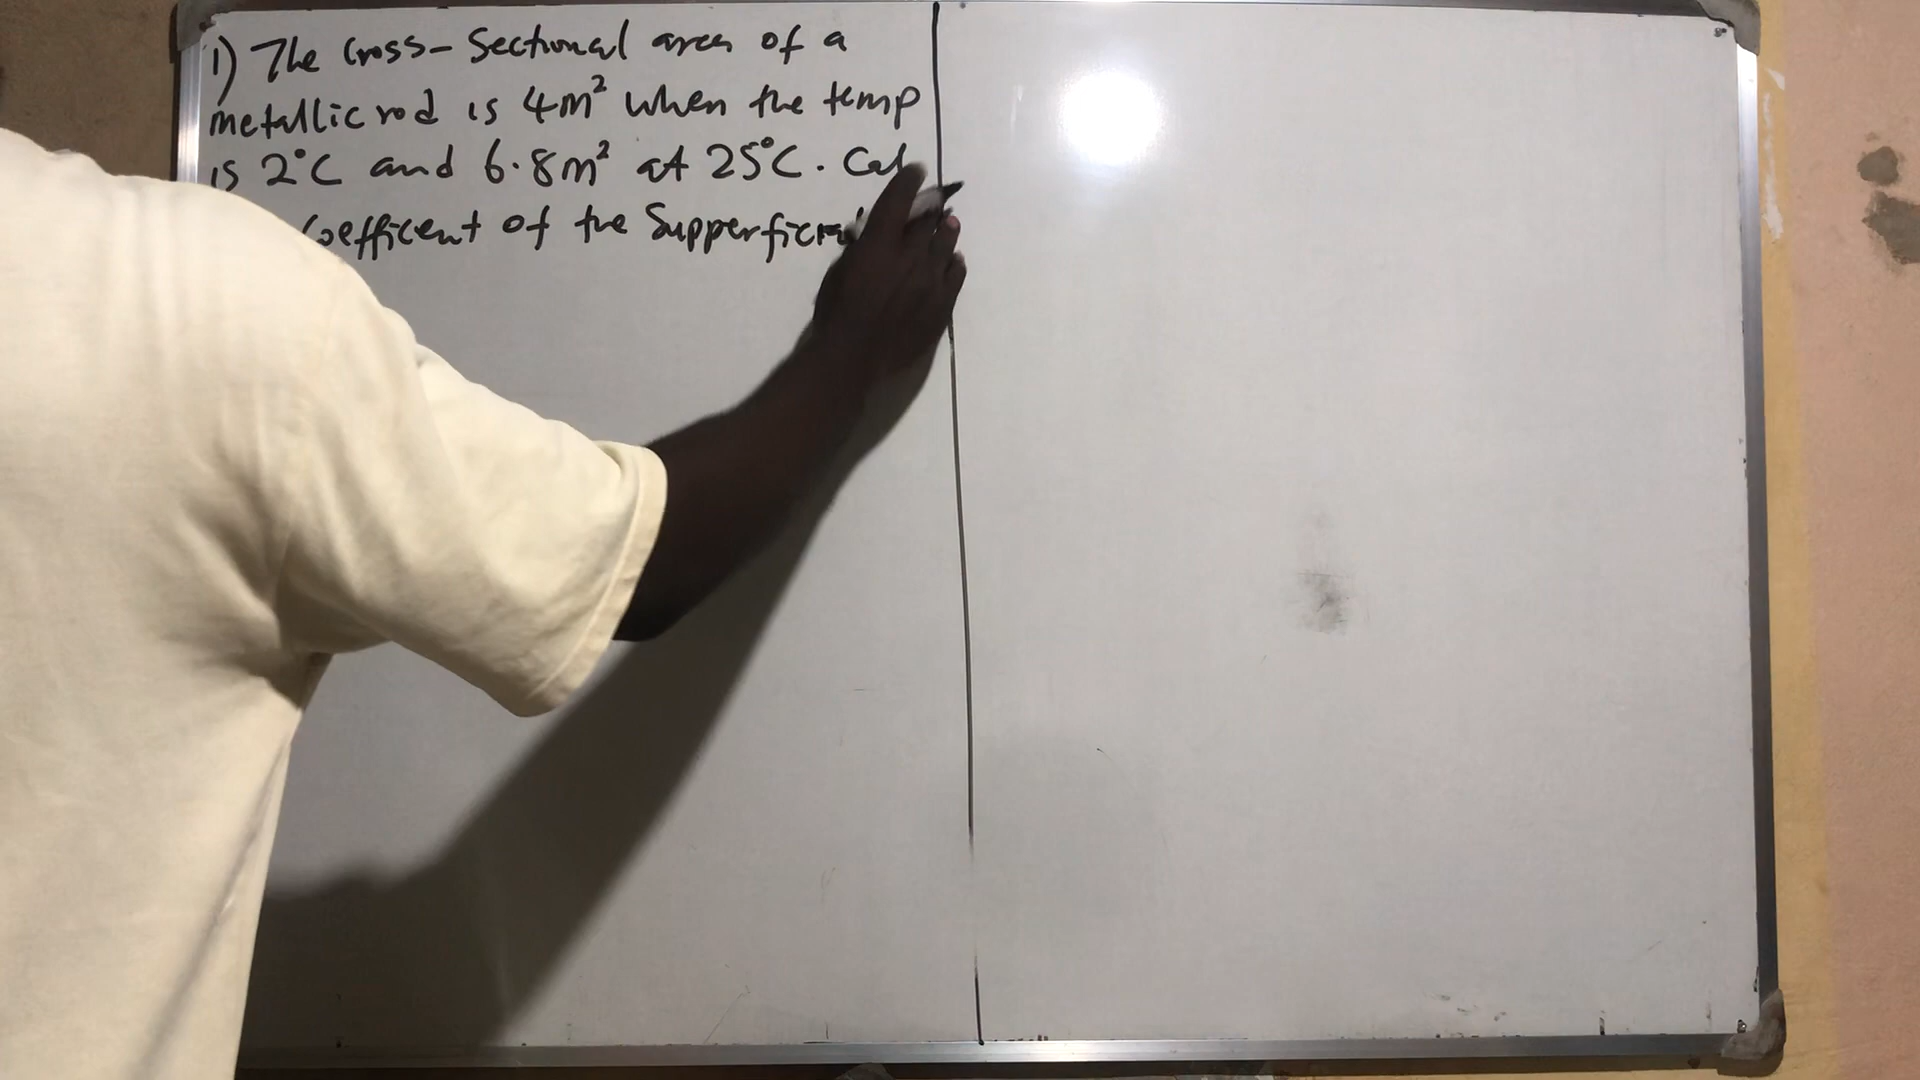 1) The Cross-Sectional area of a
metallic rod is 4m² when the temp
is 2°C and 6.8m² at 25°C. Cal
Coefficent of the Supperficial